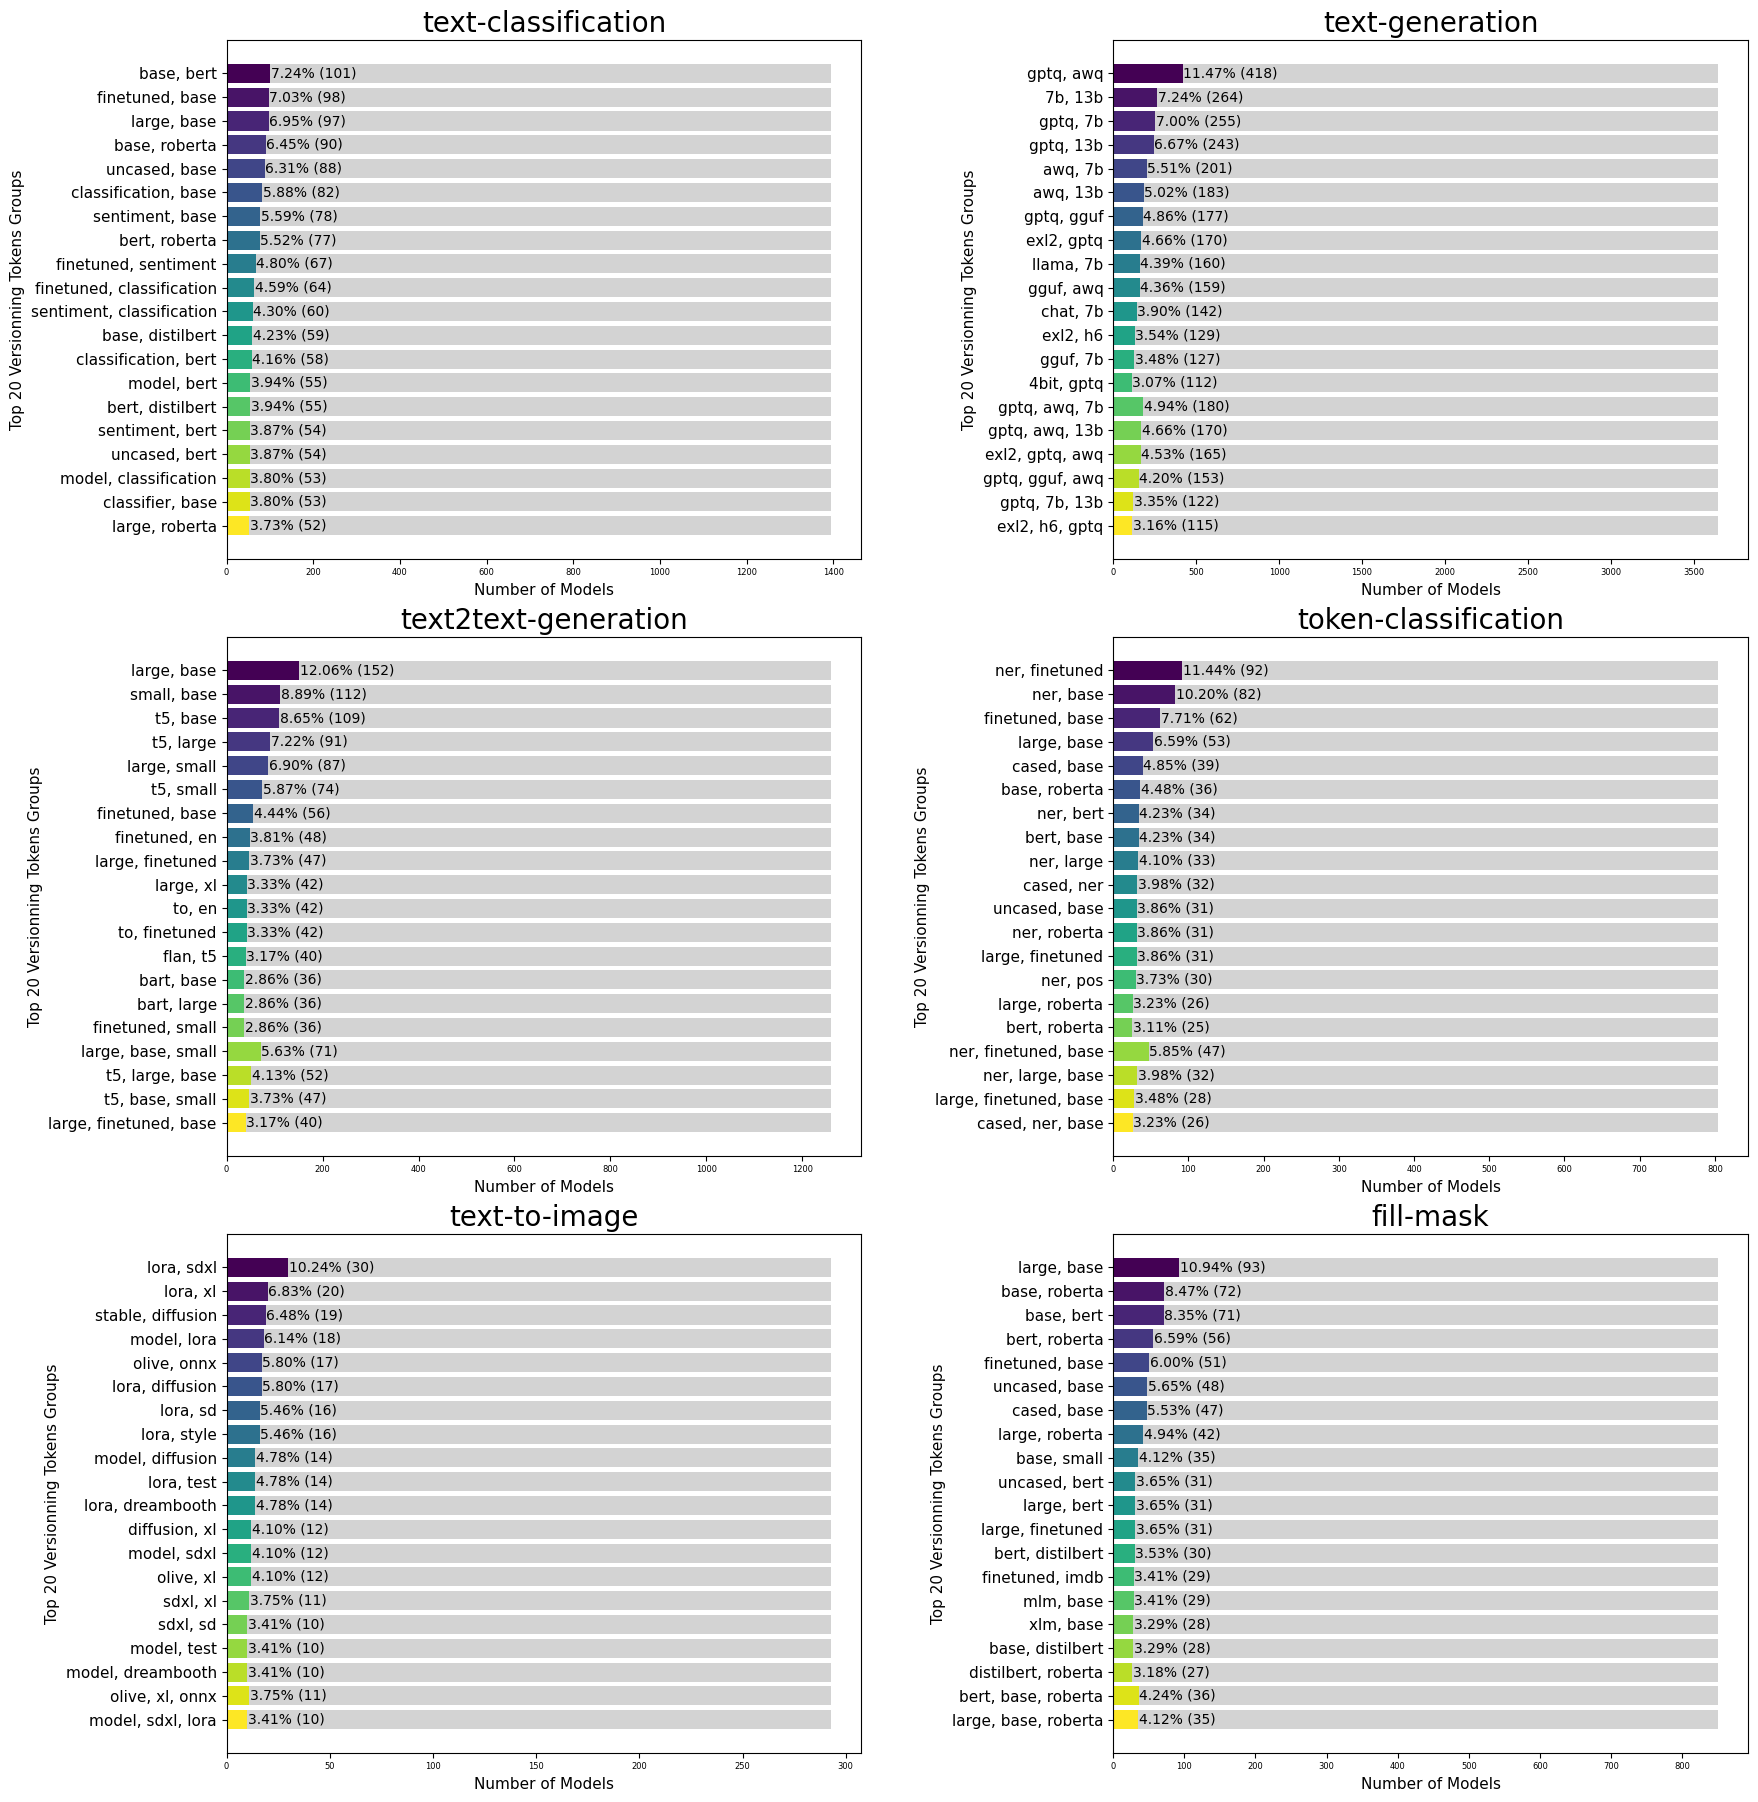 text-classification
Top 20 Versionning Tokens Groups
base, bert 7.24% (101)
finetuned, base 7.03% (98)
large, base 6.95% (97)
base, roberta 6.45% (90)
uncased, base 6.31% (88)
classification, base 5.88% (82)
sentiment, base 5.59% (78)
bert, roberta 5.52% (77)
finetuned, sentiment 4.80% (67)
finetuned, classification 4.59% (64)
sentiment, classification 4.30% (60)
base, distilbert 4.23% (59)
classification, bert 4.16% (58)
model, bert 3.94% (55)
bert, distilbert 3.94% (55)
sentiment, bert 3.87% (54)
uncased, bert 3.87% (54)
model, classification 3.80% (53)
classifier, base 3.80% (53)
large, roberta 3.73% (52)
0 200 400 600 800 1000 1200 1400
Number of Models
text-generation
Top 20 Versionning Tokens Groups
gptq, awq 11.47% (418)
7b, 13b 7.24% (264)
gptq, 7b 7.00% (255)
gptq, 13b 6.67% (243)
awq, 7b 5.51% (201)
awq, 13b 5.02% (183)
gptq, gguf 4.86% (177)
exl2, gptq 4.66% (170)
llama, 7b 4.39% (160)
gguf, awq 4.36% (159)
chat, 7b 3.90% (142)
exl2, h6 3.54% (129)
gguf, 7b 3.48% (127)
4bit, gptq 3.07% (112)
gptq, awq, 7b 4.94% (180)
gptq, awq, 13b 4.66% (170)
exl2, gptq, awq 4.53% (165)
gptq, gguf, awq 4.20% (153)
gptq, 7b, 13b 3.35% (122)
exl2, h6, gptq 3.16% (115)
0 500 1000 1500 2000 2500 3000 3500
Number of Models
text2text-generation
Top 20 Versionning Tokens Groups
large, base 12.06% (152)
small, base 8.89% (112)
t5, base 8.65% (109)
t5, large 7.22% (91)
large, small 6.90% (87)
t5, small 5.87% (74)
finetuned, base 4.44% (56)
finetuned, en 3.81% (48)
large, finetuned 3.73% (47)
large, xl 3.33% (42)
to, en 3.33% (42)
to, finetuned 3.33% (42)
flan, t5 3.17% (40)
bart, base 2.86% (36)
bart, large 2.86% (36)
finetuned, small 2.86% (36)
large, base, small 5.63% (71)
t5, large, base 4.13% (52)
t5, base, small 3.73% (47)
large, finetuned, base 3.17% (40)
0 200 400 600 800 1000 1200
Number of Models
token-classification
Top 20 Versionning Tokens Groups
ner, finetuned 11.44% (92)
ner, base 10.20% (82)
finetuned, base 7.71% (62)
large, base 6.59% (53)
cased, base 4.85% (39)
base, roberta 4.48% (36)
ner, bert 4.23% (34)
bert, base 4.23% (34)
ner, large 4.10% (33)
cased, ner 3.98% (32)
uncased, base 3.86% (31)
ner, roberta 3.86% (31)
large, finetuned 3.86% (31)
ner, pos 3.73% (30)
large, roberta 3.23% (26)
bert, roberta 3.11% (25)
ner, finetuned, base 5.85% (47)
ner, large, base 3.98% (32)
large, finetuned, base 3.48% (28)
cased, ner, base 3.23% (26)
0 100 200 300 400 500 600 700 800
Number of Models
text-to-image
Top 20 Versionning Tokens Groups
lora, sdxl 10.24% (30)
lora, xl 6.83% (20)
stable, diffusion 6.48% (19)
model, lora 6.14% (18)
olive, onnx 5.80% (17)
lora, diffusion 5.80% (17)
lora, sd 5.46% (16)
lora, style 5.46% (16)
model, diffusion 4.78% (14)
lora, test 4.78% (14)
lora, dreambooth 4.78% (14)
diffusion, xl 4.10% (12)
model, sdxl 4.10% (12)
olive, xl 4.10% (12)
sdxl, xl 3.75% (11)
sdxl, sd 3.41% (10)
model, test 3.41% (10)
model, dreambooth 3.41% (10)
olive, xl, onnx 3.75% (11)
model, sdxl, lora 3.41% (10)
0 50 100 150 200 250 300
Number of Models
fill-mask
Top 20 Versionning Tokens Groups
large, base 10.94% (93)
base, roberta 8.47% (72)
base, bert 8.35% (71)
bert, roberta 6.59% (56)
finetuned, base 6.00% (51)
uncased, base 5.65% (48)
cased, base 5.53% (47)
large, roberta 4.94% (42)
base, small 4.12% (35)
uncased, bert 3.65% (31)
large, bert 3.65% (31)
large, finetuned 3.65% (31)
bert, distilbert 3.53% (30)
finetuned, imdb 3.41% (29)
mlm, base 3.41% (29)
xlm, base 3.29% (28)
base, distilbert 3.29% (28)
distilbert, roberta 3.18% (27)
bert, base, roberta 4.24% (36)
large, base, roberta 4.12% (35)
0 100 200 300 400 500 600 700 800
Number of Models